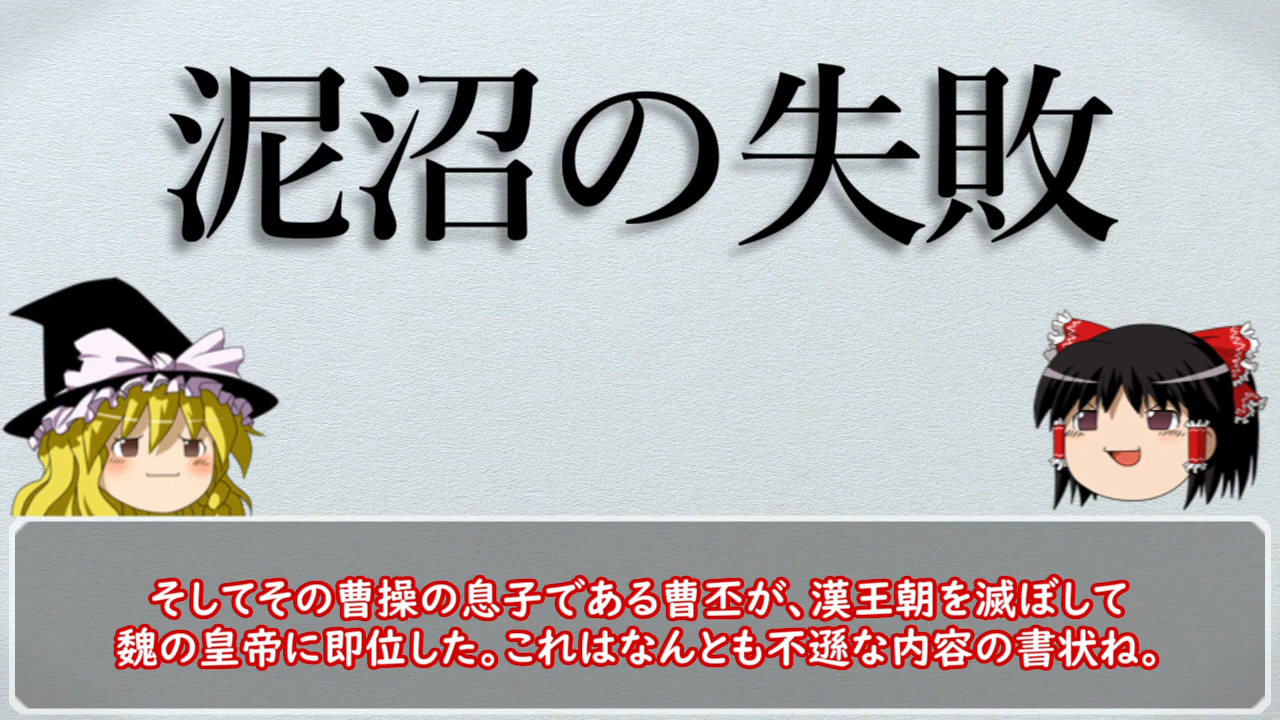 泥沼の失敗
そしてその曹操の息子である曹丕が、漢王朝を滅ぼして
魏の皇帝に即位した。これはなんとも不遜な内容の書状ね。